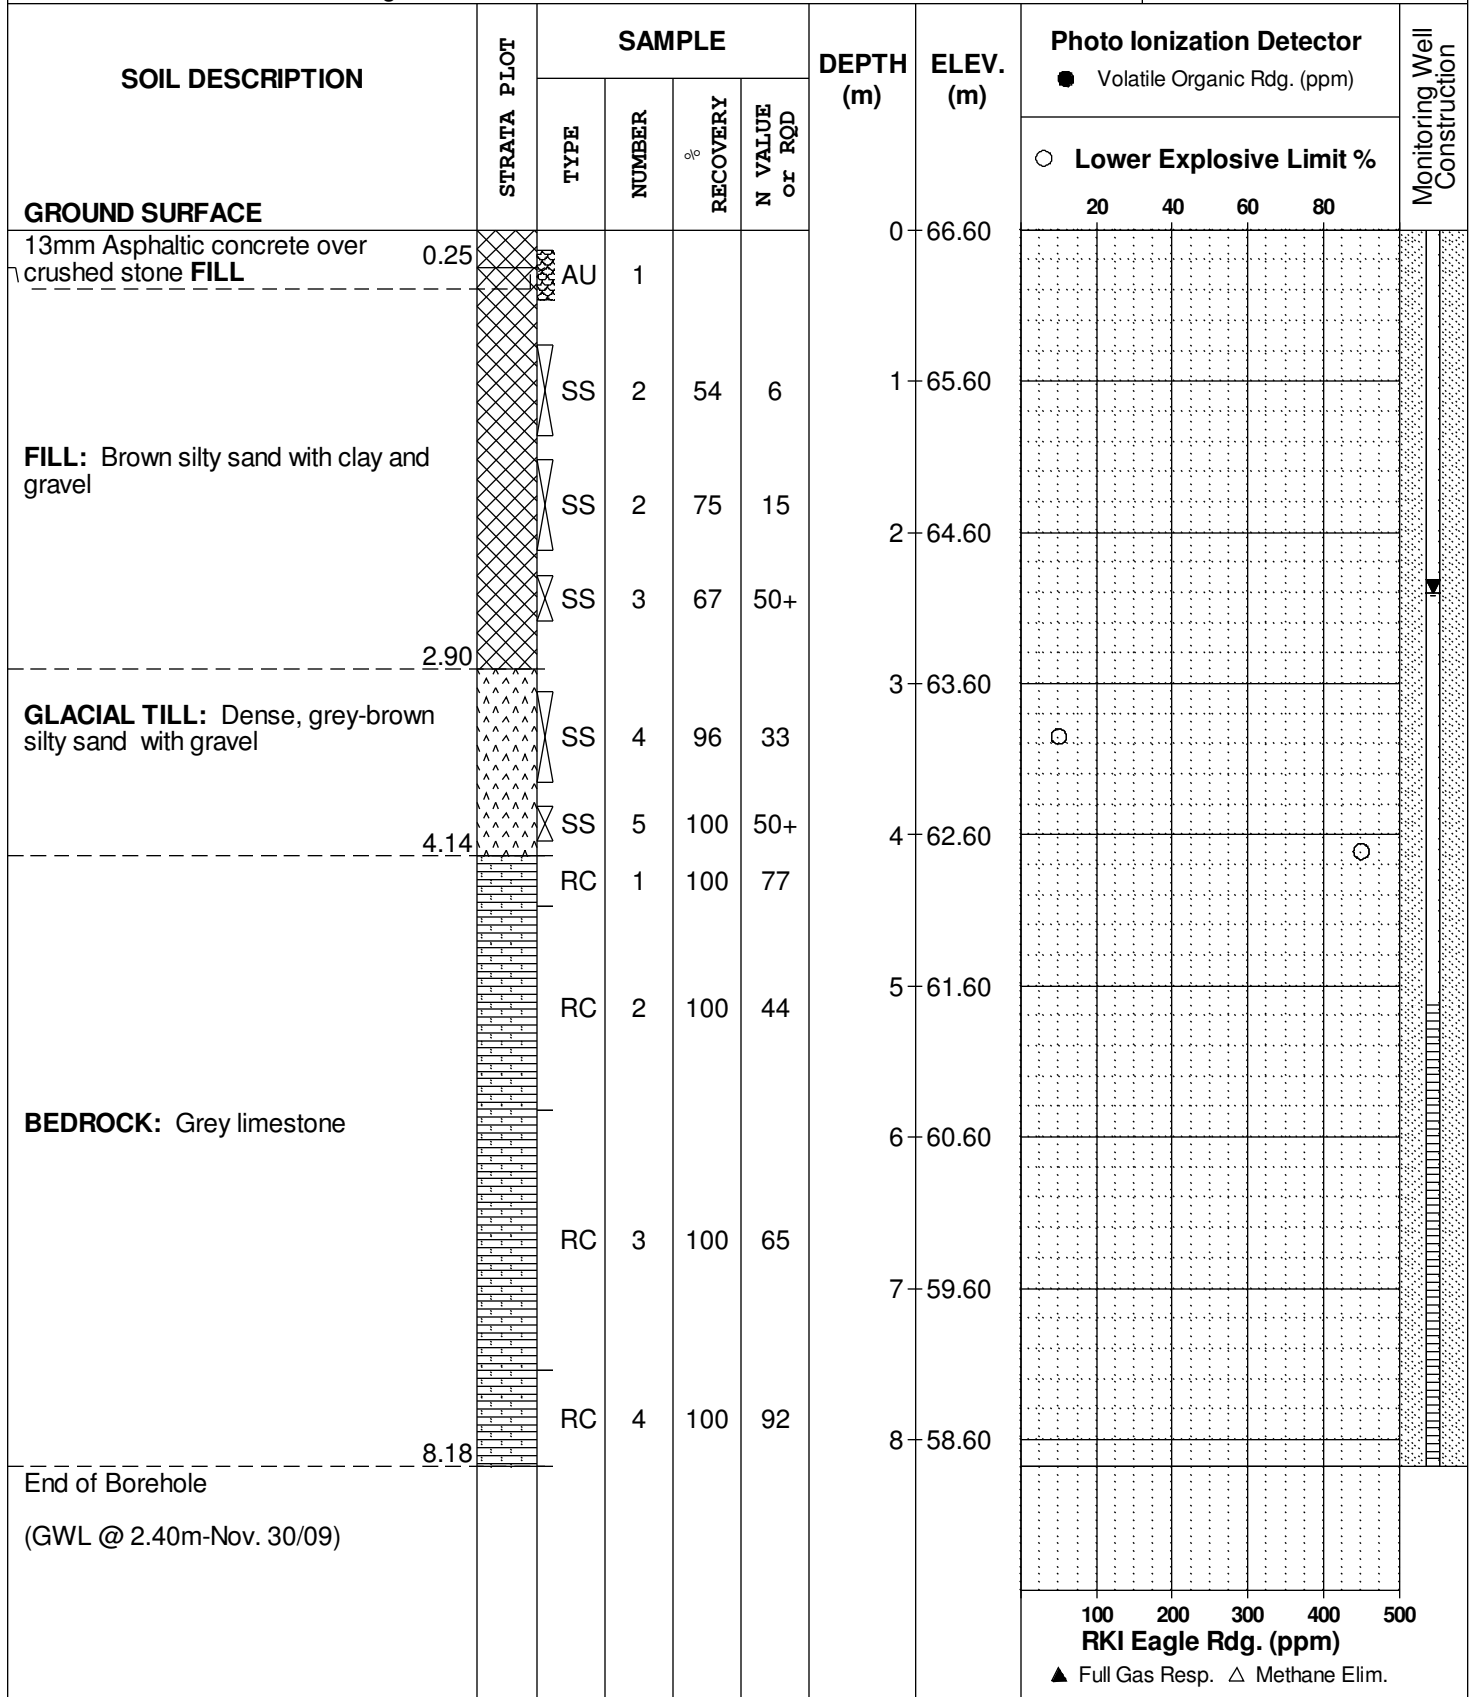 SOIL DESCRIPTION
GROUND SURFACE
STRATA PLOT
SAMPLE
TYPE
NUMBER
%
RECOVERY
N VALUE
or RQD
DEPTH
(m)
ELEV.
(m)
Photo Ionization Detector
● Volatile Organic Rdg. (ppm)
○ Lower Explosive Limit %
20 40 60 80
Monitoring Well
Construction
0 66.60
13mm Asphaltic concrete over
crushed stone FILL
0.25
AU 1
SS 2 54 6
1 65.60
FILL: Brown silty sand with clay and
gravel
SS 2 75 15
2 64.60
SS 3 67 50+
2.90
3 63.60
GLACIAL TILL: Dense, grey-brown
silty sand with gravel
SS 4 96 33
SS 5 100 50+
4 62.60
4.14
RC 1 100 77
5 61.60
RC 2 100 44
BEDROCK: Grey limestone
6 60.60
RC 3 100 65
7 59.60
RC 4 100 92
8 58.60
8.18
End of Borehole
(GWL @ 2.40m-Nov. 30/09)
100 200 300 400 500
RKI Eagle Rdg. (ppm)
▲ Full Gas Resp. △ Methane Elim.